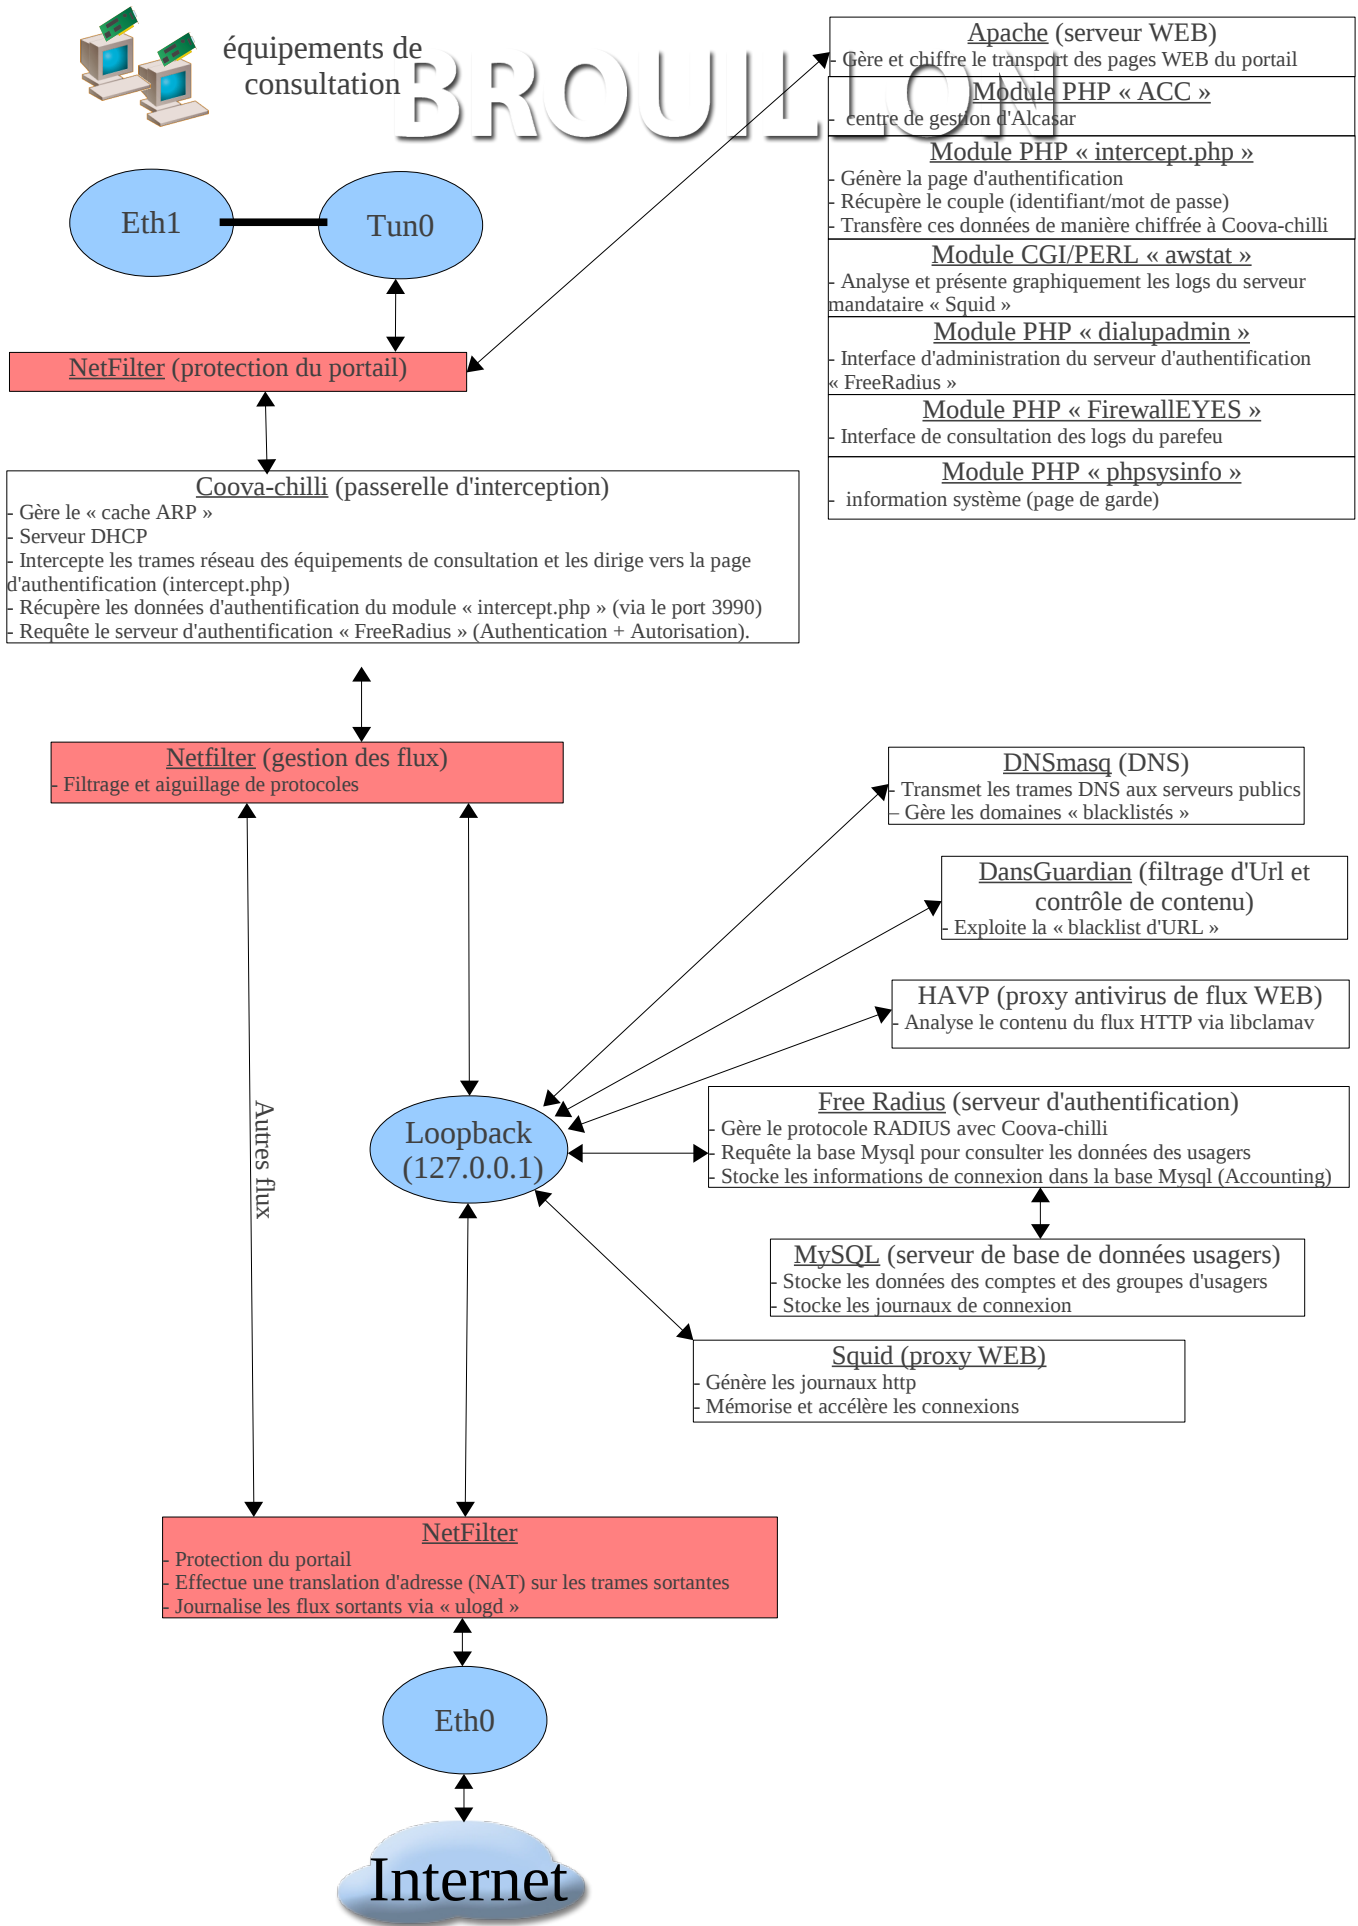 équipements de
consultation
BROUILLON
Apache (serveur WEB)
- Gère et chiffre le transport des pages WEB du portail
Module PHP « ACC »
- centre de gestion d'Alcasar
Module PHP « intercept.php »
- Génère la page d'authentification
- Récupère le couple (identifiant/mot de passe)
- Transfère ces données de manière chiffrée à Coova-chilli
Module CGI/PERL « awstat »
- Analyse et présente graphiquement les logs du serveur
mandataire « Squid »
Module PHP « dialupadmin »
- Interface d'administration du serveur d'authentification
« FreeRadius »
Module PHP « FirewallEYES »
- Interface de consultation des logs du parefeu
Module PHP « phpsysinfo »
- information système (page de garde)
Eth1
Tun0
NetFilter (protection du portail)
Coova-chilli (passerelle d'interception)
- Gère le « cache ARP »
- Serveur DHCP
- Intercepte les trames réseau des équipements de consultation et les dirige vers la page
d'authentification (intercept.php)
- Récupère les données d'authentification du module « intercept.php » (via le port 3990)
- Requête le serveur d'authentification « FreeRadius » (Authentication + Autorisation).
Netfilter (gestion des flux)
- Filtrage et aiguillage de protocoles
DNSmasq (DNS)
- Transmet les trames DNS aux serveurs publics
– Gère les domaines « blacklistés »
DansGuardian (filtrage d'Url et
contrôle de contenu)
- Exploite la « blacklist d'URL »
HAVP (proxy antivirus de flux WEB)
- Analyse le contenu du flux HTTP via libclamav
Autres flux
Loopback
(127.0.0.1)
Free Radius (serveur d'authentification)
- Gère le protocole RADIUS avec Coova-chilli
- Requête la base Mysql pour consulter les données des usagers
- Stocke les informations de connexion dans la base Mysql (Accounting)
MySQL (serveur de base de données usagers)
- Stocke les données des comptes et des groupes d'usagers
- Stocke les journaux de connexion
Squid (proxy WEB)
- Génère les journaux http
- Mémorise et accélère les connexions
NetFilter
- Protection du portail
- Effectue une translation d'adresse (NAT) sur les trames sortantes
- Journalise les flux sortants via « ulogd »
Eth0
Internet